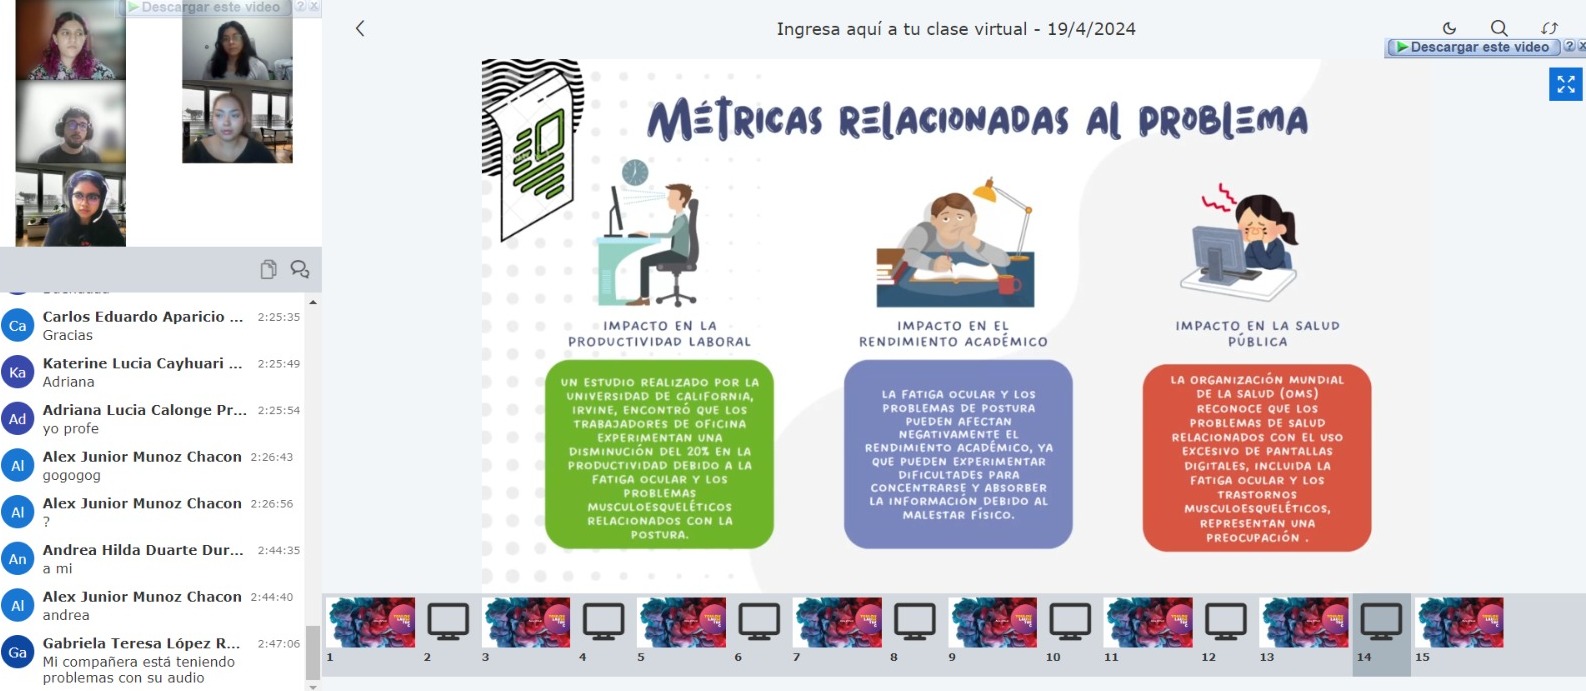 Descargar este video
Ingresa aquí a tu clase virtual - 19/4/2024
Descargar este video
Carlos Eduardo Aparicio ... 2:25:35
Gracias
Katerine Lucia Cayhuari ... 2:25:49
Adriana
Adriana Lucia Calonge Pr... 2:25:54
yo profe
Alex Junior Munoz Chacon 2:26:43
gogogog
Alex Junior Munoz Chacon 2:26:56
?
Andrea Hilda Duarte Dur... 2:44:35
a mi
Alex Junior Munoz Chacon 2:44:40
andrea
Gabriela Teresa López R... 2:47:06
Mi compañera está teniendo
problemas con su audio
Ca
Ka
Ad
Al
Al
An
Al
Ga
MÉTRICAS RELACIONADAS AL PROBLEMA
IMPACTO EN LA
PRODUCTIVIDAD LABORAL
UN ESTUDIO REALIZADO POR LA
UNIVERSIDAD DE CALIFORNIA,
IRVINE, ENCONTRÓ QUE LOS
TRABAJADORES DE OFICINA
EXPERIMENTAN UNA
DISMINUCIÓN DEL 20% EN LA
PRODUCTIVIDAD DEBIDO A LA
FATIGA OCULAR Y LOS
PROBLEMAS
MUSCULOESQUELÉTICOS
RELACIONADOS CON LA
POSTURA.
IMPACTO EN EL
RENDIMIENTO ACADÉMICO
LA FATIGA OCULAR Y LOS
PROBLEMAS DE POSTURA
PUEDEN AFECTAN
NEGATIVAMENTE EL
RENDIMIENTO ACADÉMICO, YA
QUE PUEDEN EXPERIMENTAR
DIFICULTADES PARA
CONCENTRARSE Y ABSORBER
LA INFORMACIÓN DEBIDO AL
MALESTAR FÍSICO.
IMPACTO EN LA SALUD
PÚBLICA
LA ORGANIZACIÓN MUNDIAL
DE LA SALUD (OMS)
RECONOCE QUE LOS
PROBLEMAS DE SALUD
RELACIONADOS CON EL USO
EXCESIVO DE PANTALLAS
DIGITALES, INCLUIDA LA
FATIGA OCULAR Y LOS
TRASTORNOS
MUSCULOESQUELÉTICOS,
REPRESENTAN UNA
PREOCUPACIÓN .
1 2 3 4 5 6 7 8 9 10 11 12 13 14 15